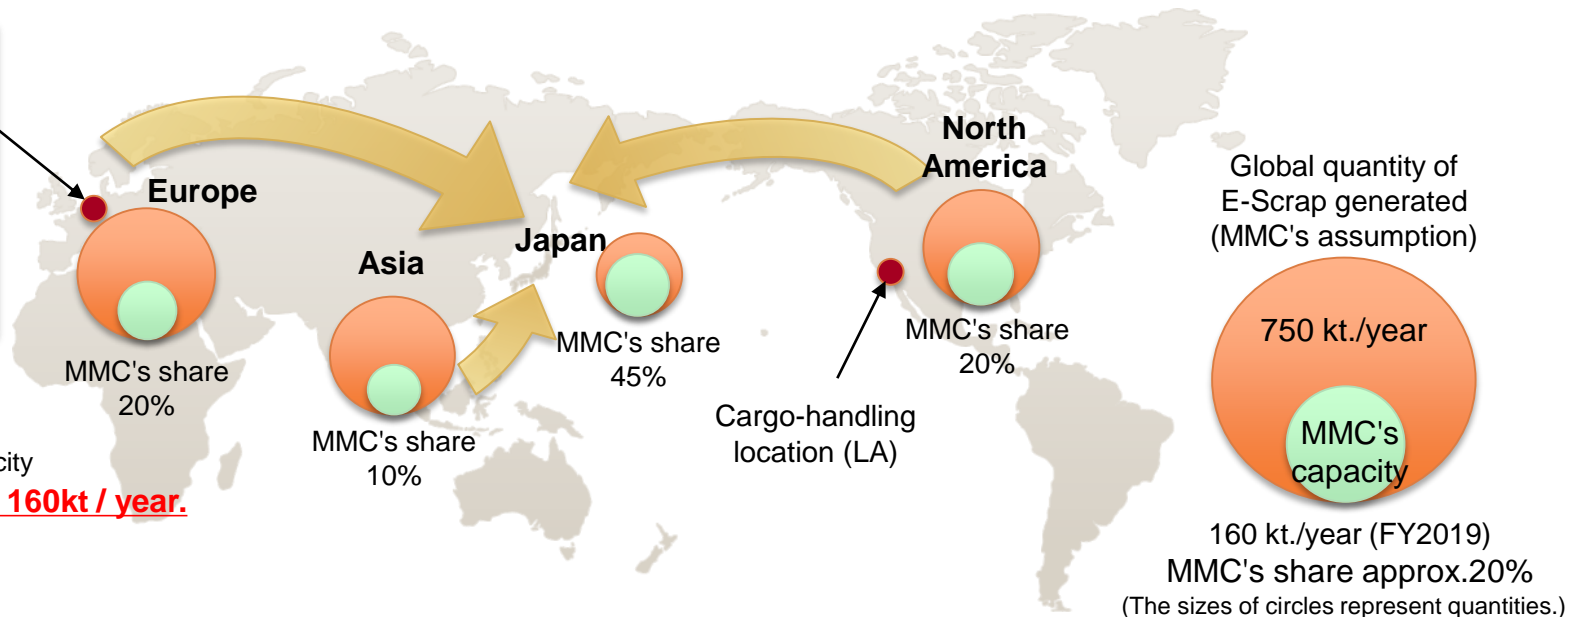 Europe
MMC's share
20%
Asia
MMC's share
10%
Japan
MMC's share
45%
North
America
MMC's share
20%
Cargo-handling
location (LA)
city
160kt / year.
Global quantity of
E-Scrap generated
(MMC's assumption)
750 kt./year
MMC's
capacity
160 kt./year (FY2019)
MMC's share approx.20%
(The sizes of circles represent quantities.)